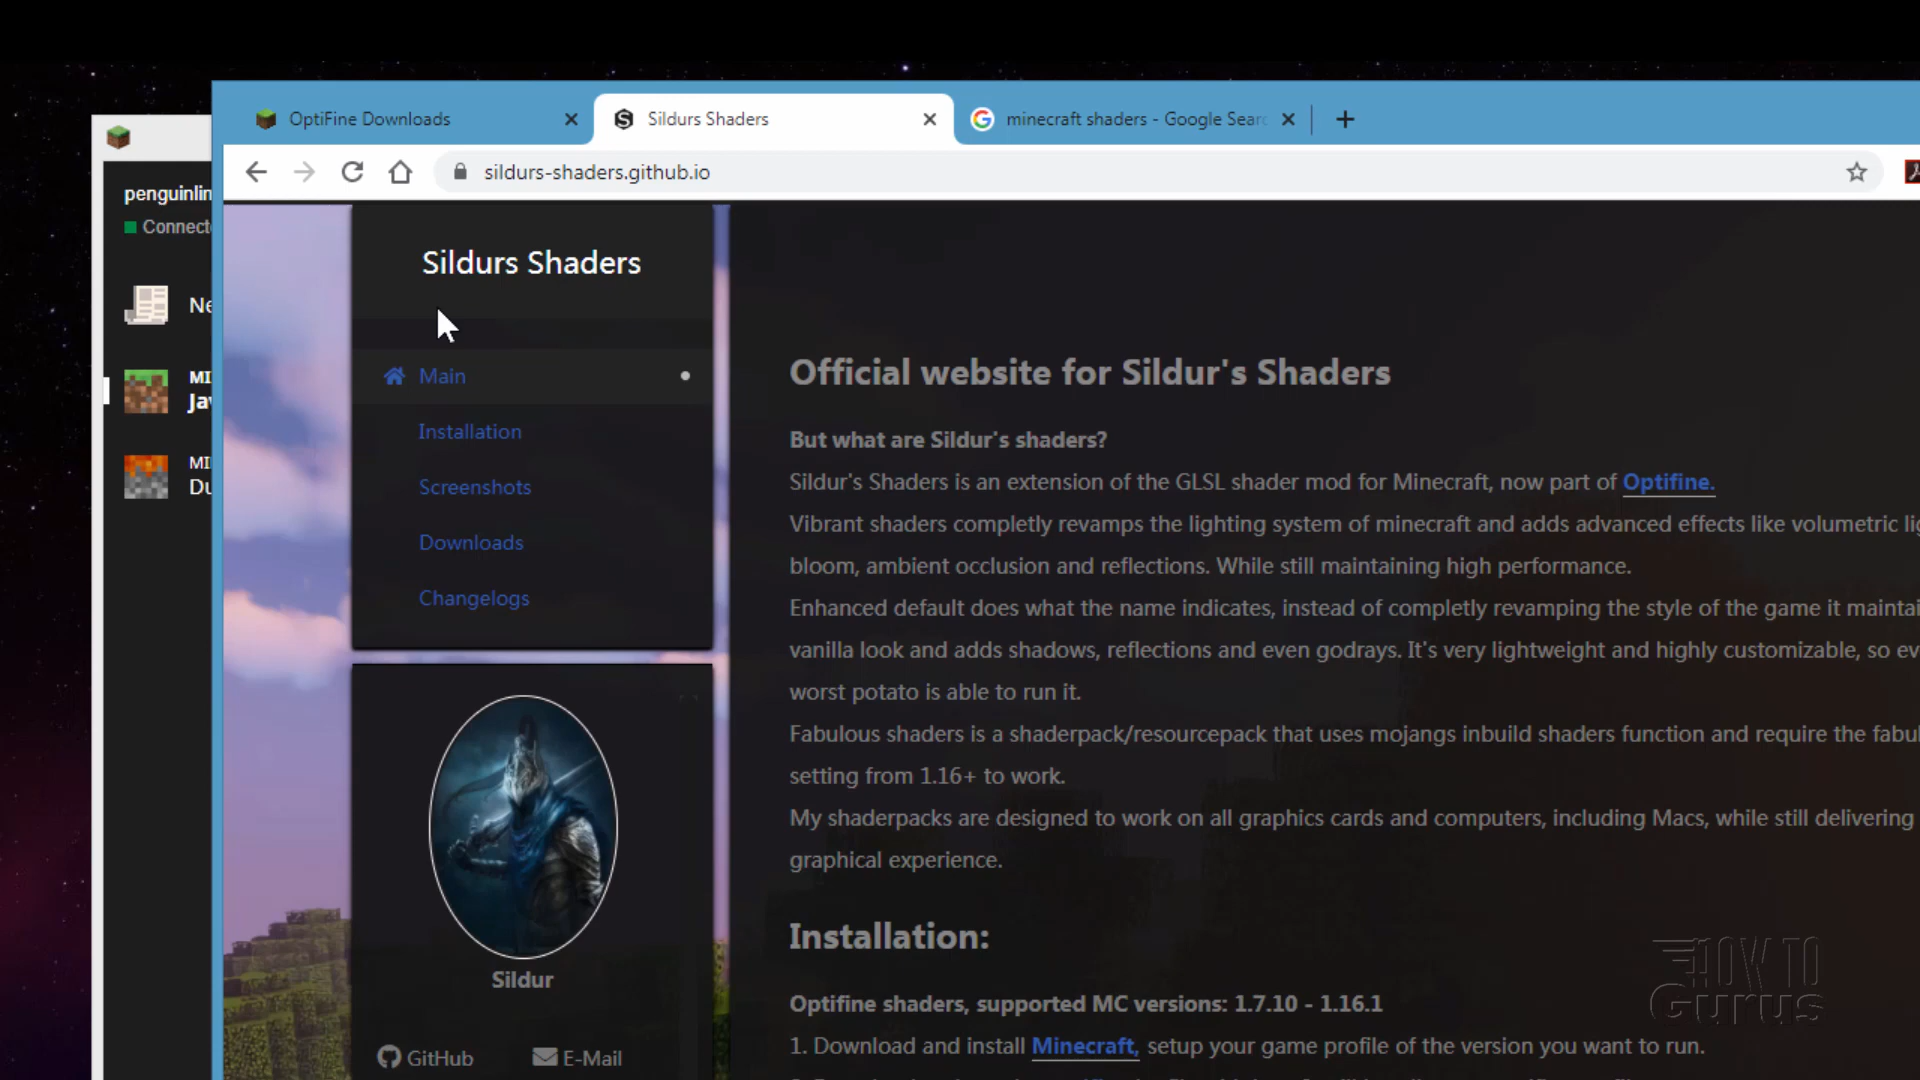 OptiFine Downloads
Sildurs Shaders
minecraft shaders - Google Sear
sildurs-shaders.github.io
penguinlin
Connect
Ne
MI
Jav
MI
Du
Sildurs Shaders
Main
Installation
Screenshots
Downloads
Changelogs
Sildur
GitHub
E-Mail
Official website for Sildur's Shaders
But what are Sildur's shaders?
Sildur's Shaders is an extension of the GLSL shader mod for Minecraft, now part of Optifine.
Vibrant shaders completly revamps the lighting system of minecraft and adds advanced effects like volumetric lig
bloom, ambient occlusion and reflections. While still maintaining high performance.
Enhanced default does what the name indicates, instead of completly revamping the style of the game it maintai
vanilla look and adds shadows, reflections and even godrays. It's very lightweight and highly customizable, so ev
worst potato is able to run it.
Fabulous shaders is a shaderpack/resourcepack that uses mojangs inbuild shaders function and require the fabul
setting from 1.16+ to work.
My shaderpacks are designed to work on all graphics cards and computers, including Macs, while still delivering
graphical experience.
Installation:
Optifine shaders, supported MC versions: 1.7.10 - 1.16.1
1. Download and install Minecraft, setup your game profile of the version you want to run.
HOW TO
Gurus